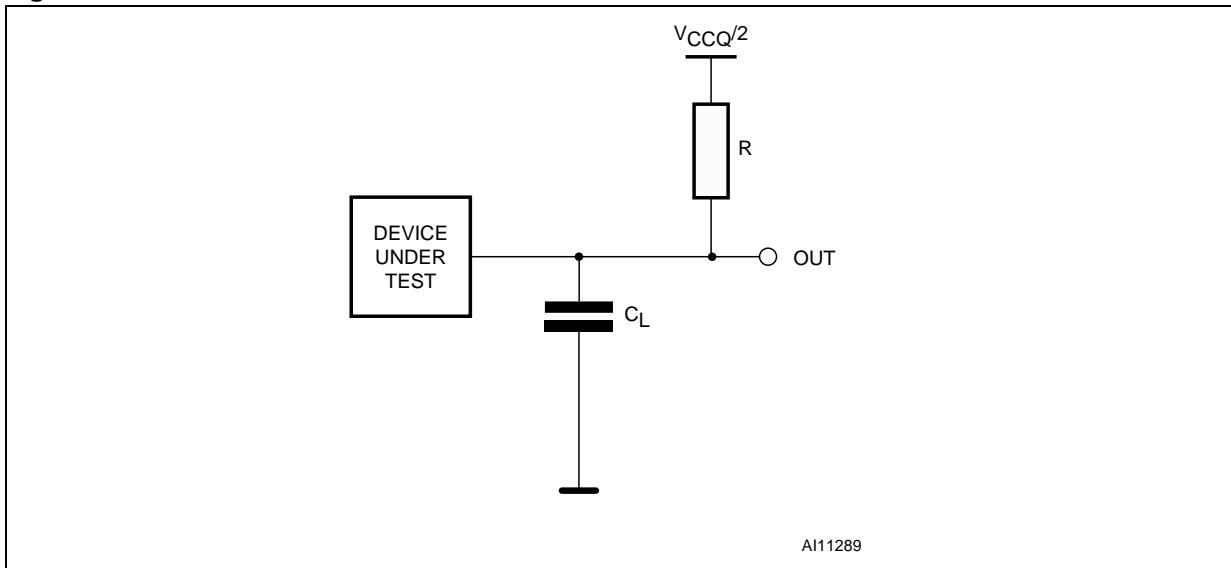 VCCQ/2
R
DEVICE
UNDER
TEST
OUT
CL
AI11289